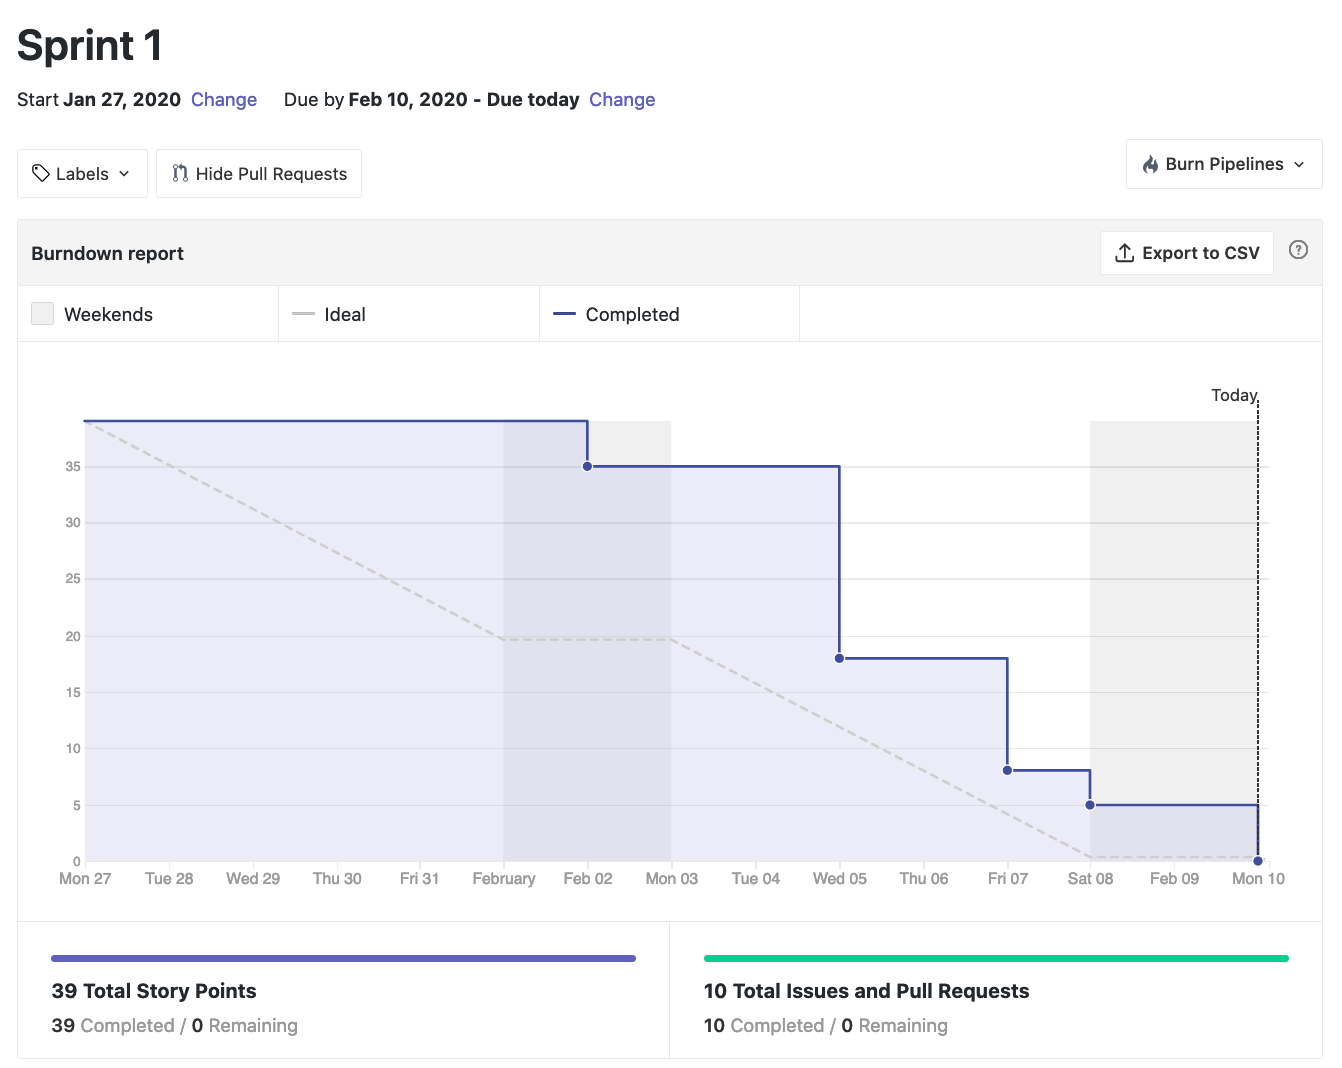 Sprint 1
Start Jan 27, 2020 Change Due by Feb 10, 2020 - Due today Change
Labels Hide Pull Requests Burn Pipelines
Burndown report Export to CSV ?
Weekends Ideal Completed
Today
35
30
25
20
15
10
5
0
Mon 27 Tue 28 Wed 29 Thu 30 Fri 31 February Feb 02 Mon 03 Tue 04 Wed 05 Thu 06 Fri 07 Sat 08 Feb 09 Mon 10
39 Total Story Points
39 Completed / 0 Remaining
10 Total Issues and Pull Requests
10 Completed / 0 Remaining